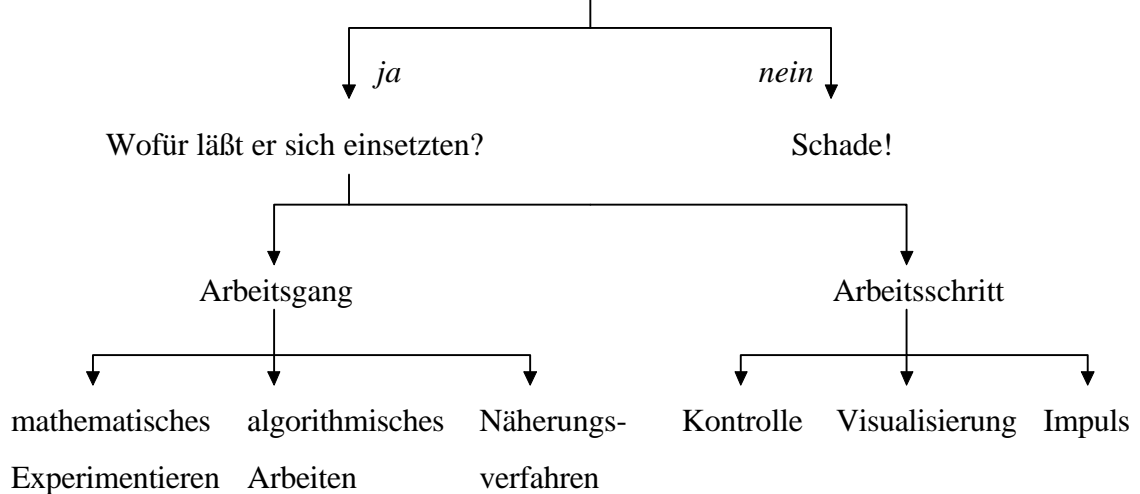 ja
nein
Wofür läßt er sich einsetzten?
Schade!
Arbeitsgang
Arbeitsschritt
mathematisches
Experimentieren
algorithmisches
Arbeiten
Näherungs-
verfahren
Kontrolle
Visualisierung
Impuls